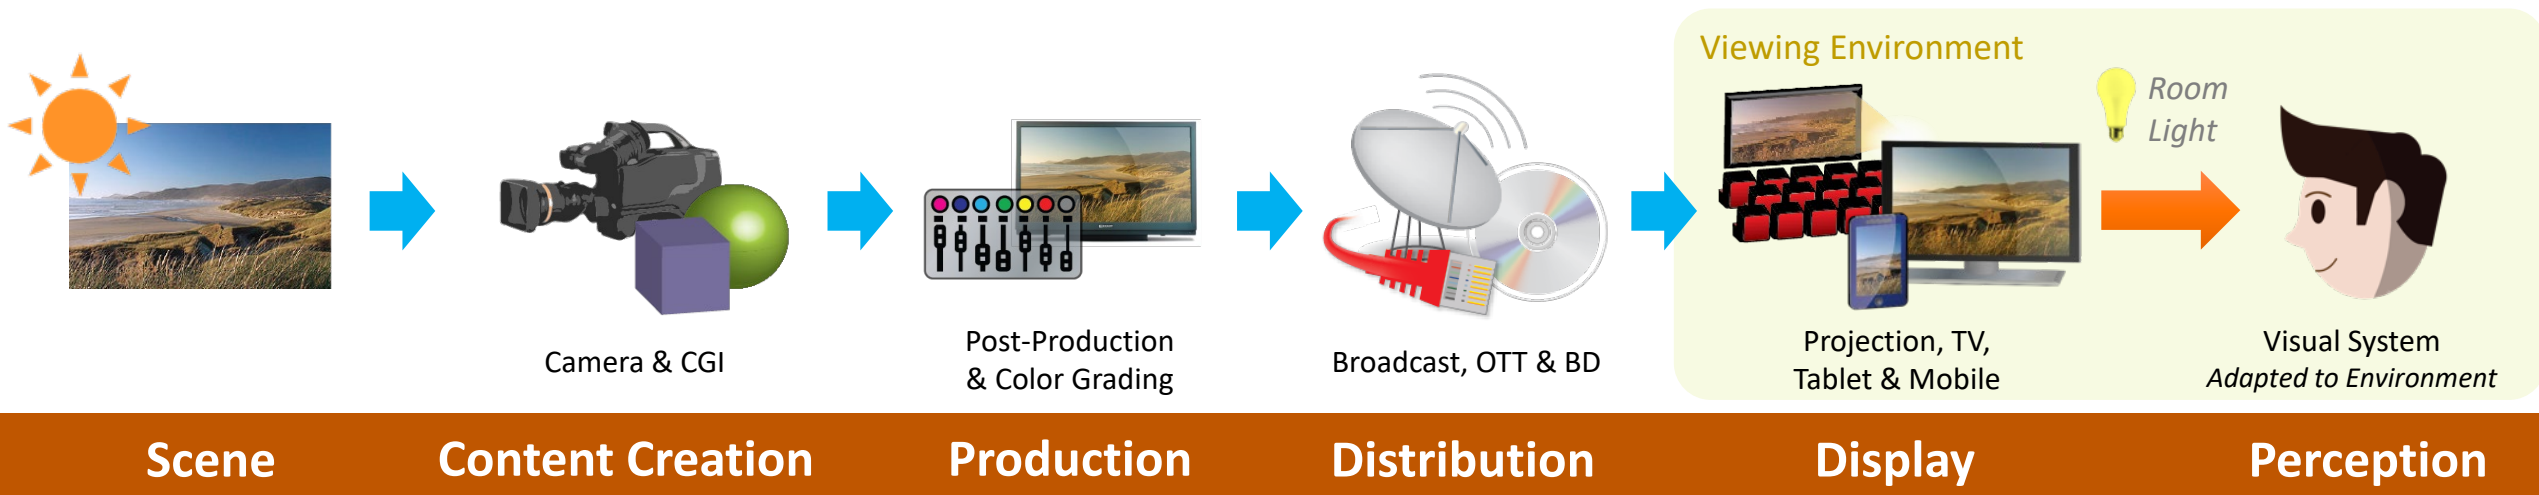 Viewing Environment
Room
Light
Camera & CGI
Post-Production
& Color Grading
Broadcast, OTT & BD
Projection, TV,
Tablet & Mobile
Visual System
Adapted to Environment
Scene
Content Creation
Production
Distribution
Display
Perception